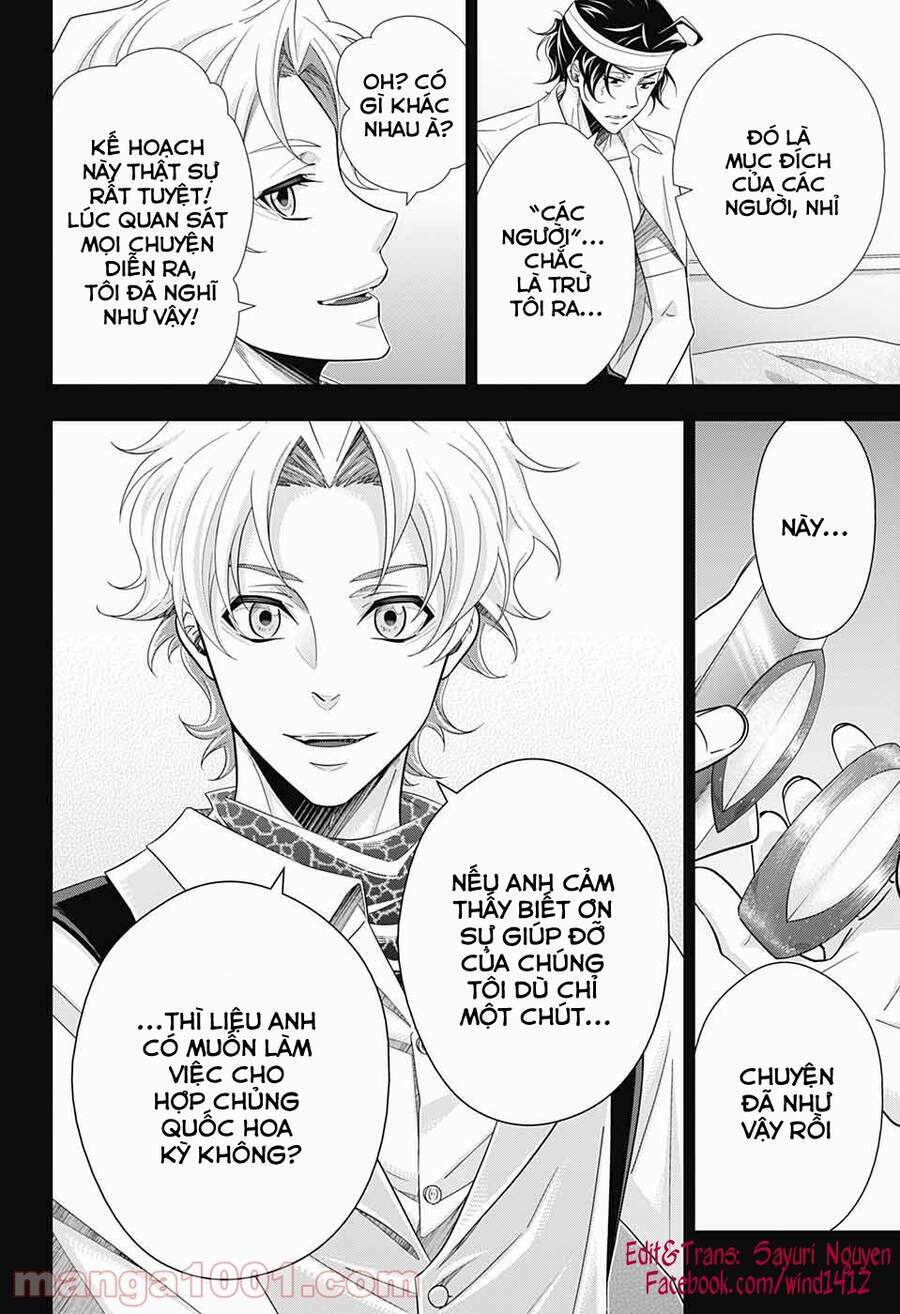 ĐÓ LÀ
MỤC ĐÍCH
CỦA CÁC
NGƯỜI, NHỈ
"CÁC
NGƯỜI"...
CHẮC
LÀ TRỪ
TÔI RA...
OH? CÓ
GÌ KHÁC
NHAU À?
KẾ HOẠCH
NÀY THẬT SỰ
RẤT TUYỆT!
LÚC QUAN SÁT
MỌI CHUYỆN
DIỄN RA,
TÔI ĐÃ NGHĨ
NHƯ VẬY!
NÀY...
CHUYỆN
ĐÃ NHƯ
VẬY RỒI
NẾU ANH CẢM
THẤY BIẾT ƠN
SỰ GIÚP ĐỠ
CỦA CHÚNG
TÔI DÙ CHỈ
MỘT CHÚT...
...THÌ LIỆU ANH
CÓ MUỐN LÀM
VIỆC CHO
HỢP CHỦNG
QUỐC HOA
KỲ KHÔNG?
Edit&Trans: Sayuri Nguyen
Facebook.com/wind1412
manga1001.com